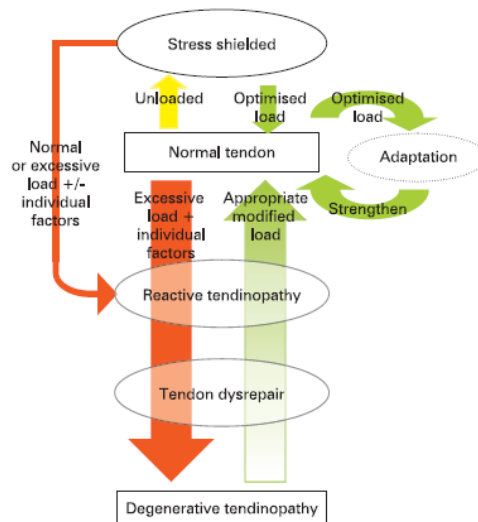 Stress shielded
Unloaded
Optimised
load
Optimised
load
Normal
or excessive
load +/-
individual
factors
Normal tendon
Adaptation
Excessive
load +
individual
factors
Appropriate
modified
load
Strengthen
Reactive tendinopathy
Tendon dysrepair
Degenerative tendinopathy